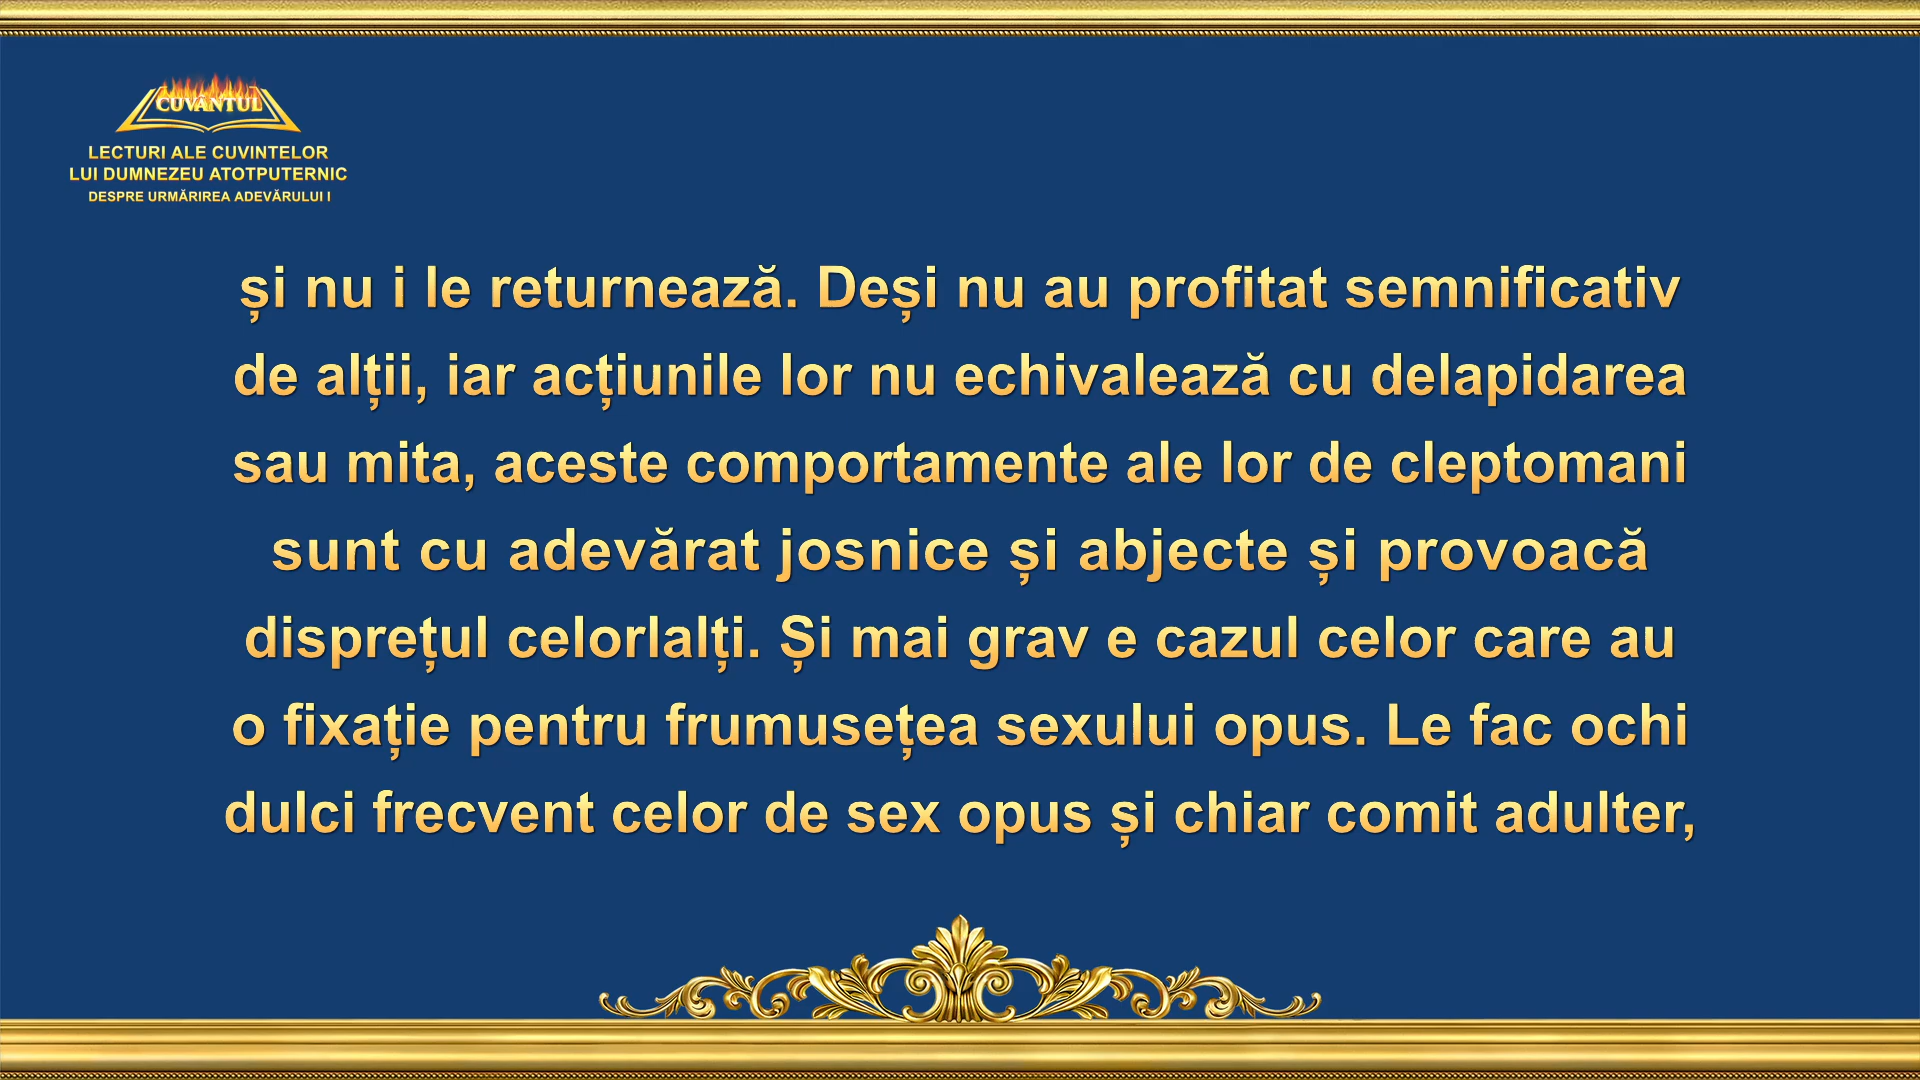 CUVÂNTUL
LECTURI ALE CUVINTELOR
LUI DUMNEZEU ATOTPUTERNIC
DESPRE URMĂRIREA ADEVĂRULUI I
și nu i le returnează. Deși nu au profitat semnificativ
de alții, iar acțiunile lor nu echivalează cu delapidarea
sau mita, aceste comportamente ale lor de cleptomani
sunt cu adevărat josnice și abjecte și provoacă
disprețul celorlalți. Și mai grav e cazul celor care au
o fixație pentru frumusețea sexului opus. Le fac ochi
dulci frecvent celor de sex opus și chiar comit adulter,